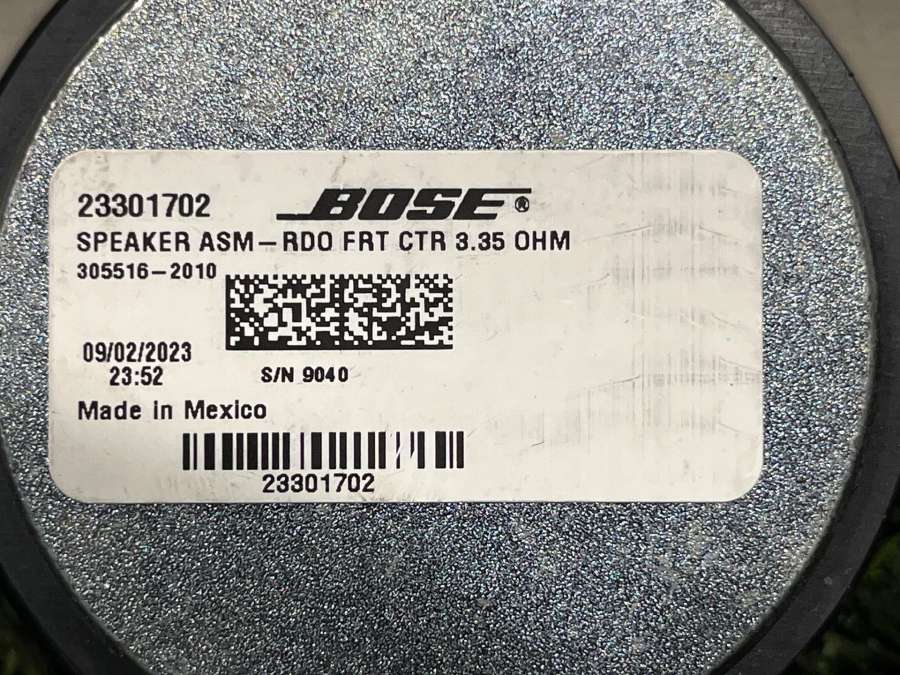 23301702 BOSE®
SPEAKER ASM-RDO FRT CTR 3.35 OHM
305516-2010
09/02/2023
23:52
S/N 9040
Made in Mexico
23301702